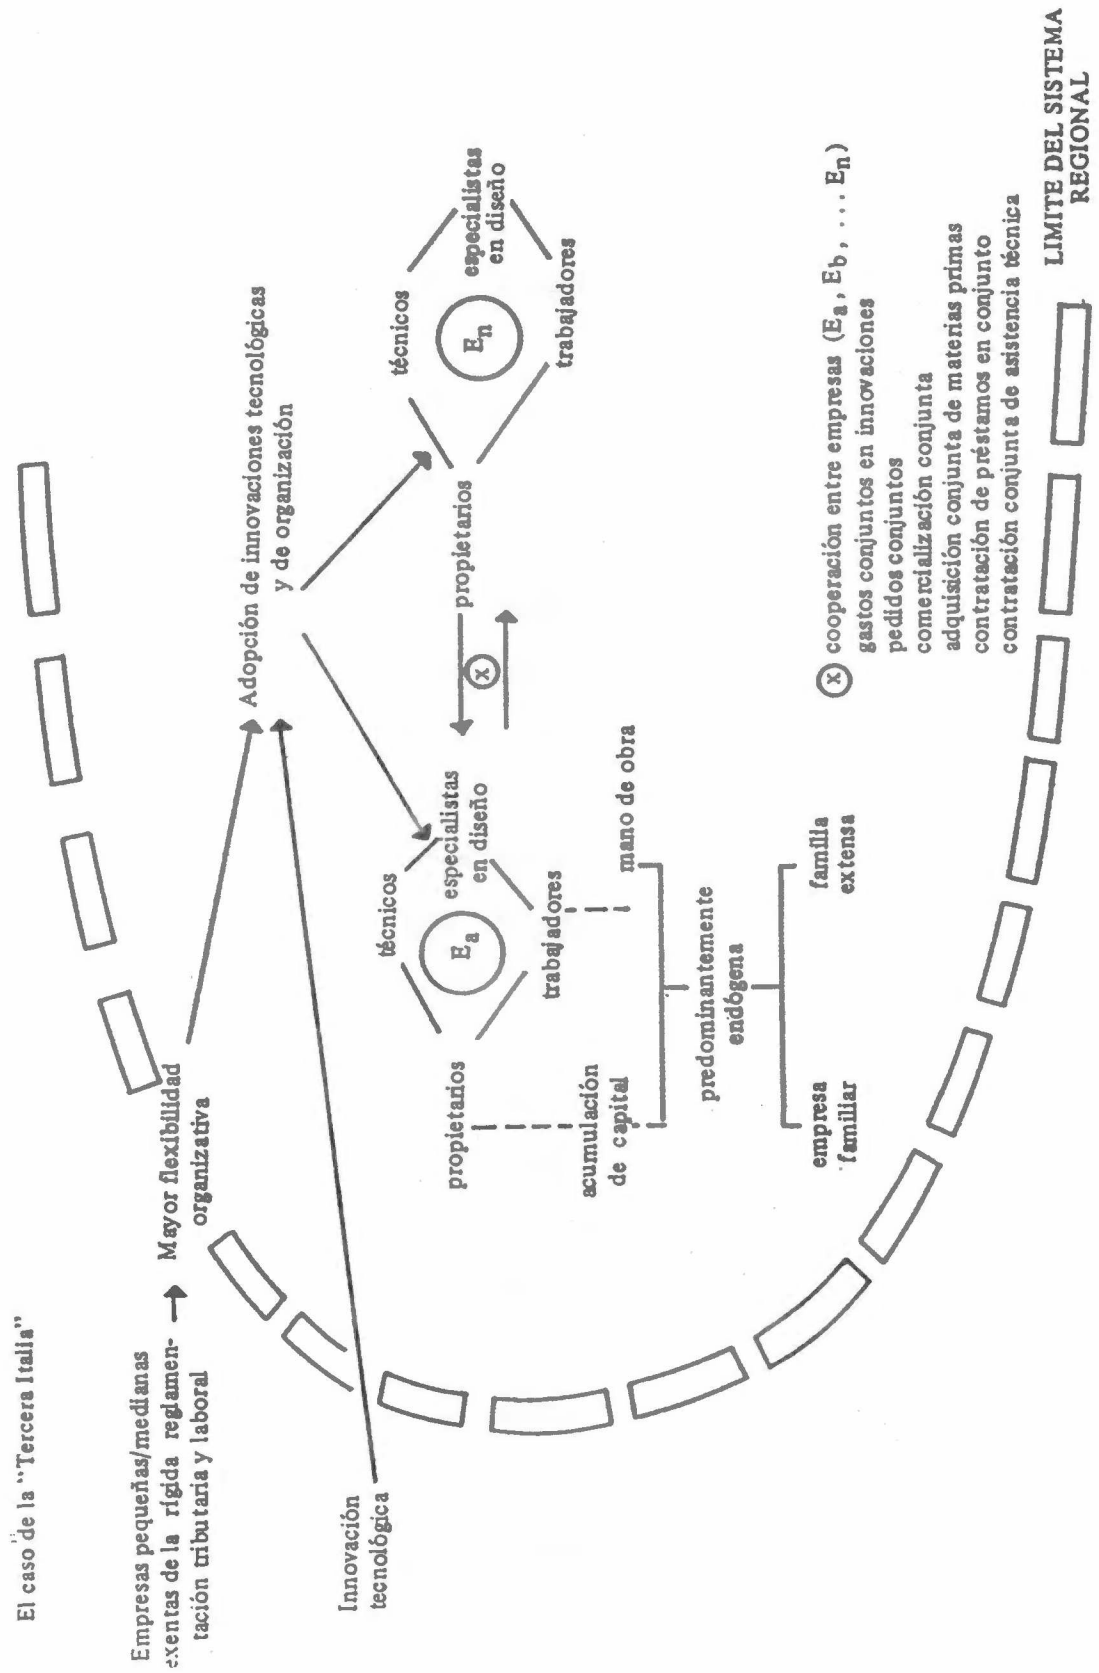 El caso de la "Tercera Italia"
Empresas pequeñas/medianas
exentas de la rígida reglamen-
tación tributaria y laboral
Mayor flexibilidad
organizativa
Innovación
tecnológica
Adopción de innovaciones tecnológicas
y de organización
propietarios
técnicos
Ea
especialistas
en diseño
trabajadores
x
propietarios
técnicos
En
especialistas
en diseño
trabajadores
acumulación
de capital
mano de obra
predominantemente
endógena
empresa
familiar
familia
extensa
x cooperación entre empresas (Ea, Eb, ... En)
gastos conjuntos en innovaciones
pedidos conjuntos
comercialización conjunta
adquisición conjunta de materias primas
contratación de préstamos en conjunto
contratación conjunta de asistencia técnica
LIMITE DEL SISTEMA
REGIONAL